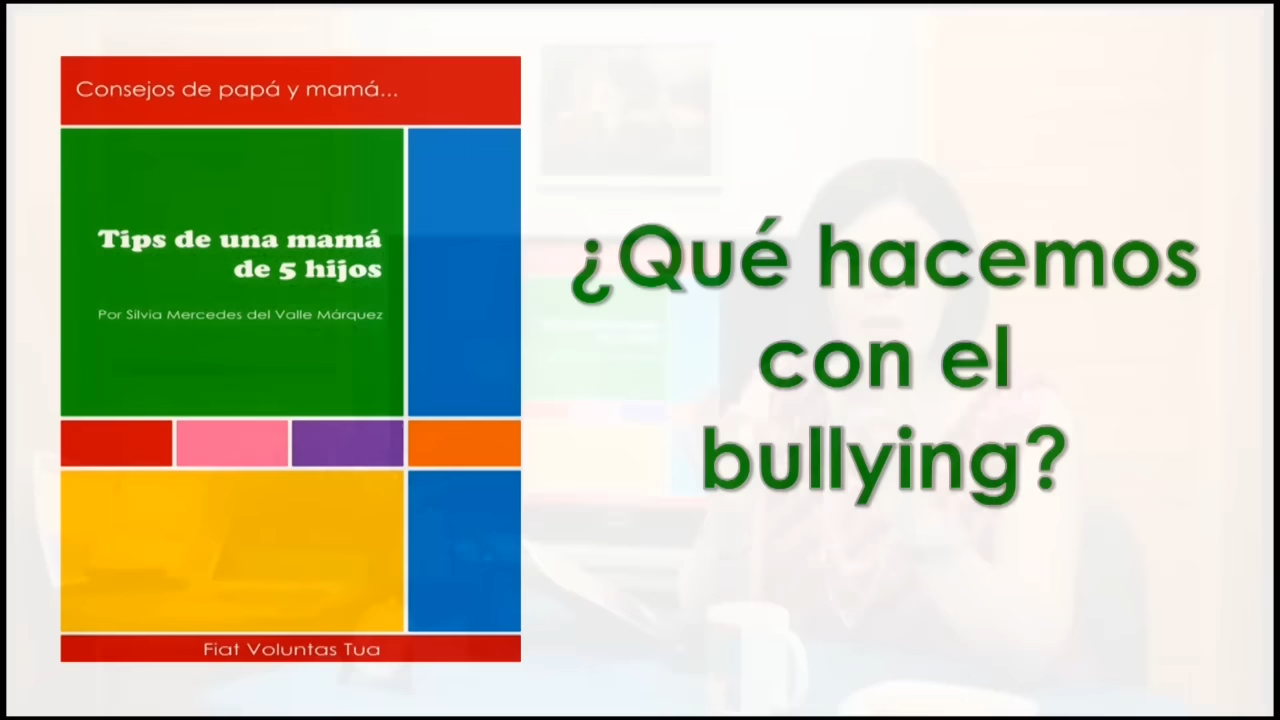 Consejos de papá y mamá...
Tips de una mamá
de 5 hijos
Por Silvia Mercedes del Valle Márquez
Fiat Voluntas Tua
¿Qué hacemos
con el
bullying?